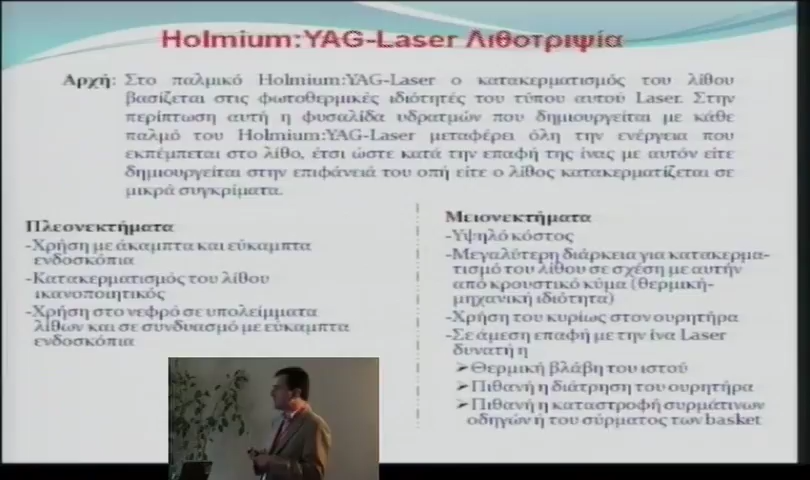 Holmium:YAG-Laser Λιθοτριψία
Αρχή: Στο παλμικό Holmium:YAG-Laser ο κατακερματισμός του λίθου
βασίζεται στις φωτοθερμικές ιδιότητές του τύπου αυτού Laser. Στην
περίπτωση αυτή η φυσαλίδα υδρατμών που δημιουργείται με κάθε
παλμό του Holmium:YAG-Laser μεταφέρει όλη την ενέργεια που
εκπέμπεται στο λίθο, έτσι ώστε κατά την επαφή της ίνας με αυτόν είτε
δημιουργείται στην επιφάνειά του οπή είτε ο λίθος κατακερματίζεται σε
μικρά συγκρίματα.
Πλεονεκτήματα
-Χρήση με άκαμπτα και εύκαμπτα
ενδοσκόπια
-Κατακερματισμός του λίθου
ικανοποιητικός
-Χρήση στο νεφρό σε υπολείμματα
λίθων και σε συνδυασμό με εύκαμπτα
ενδοσκόπια
Μειονεκτήματα
-Υψηλό κόστος
-Μεγαλύτερη διάρκεια για κατακερμα-
τισμό του λίθου σε σχέση με αυτήν
από κρουστικό κύμα (θερμική-
μηχανική ιδιότητα)
-Χρήση του κυρίως στον ουρητήρα
-Σε άμεση επαφή με την ίνα Laser
δυνατή η
➢Θερμική βλάβη του ιστού
➢Πιθανή η διάτρηση του ουρητήρα
➢Πιθανή η καταστροφή συρμάτινων
οδηγών ή του σύρματος των basket